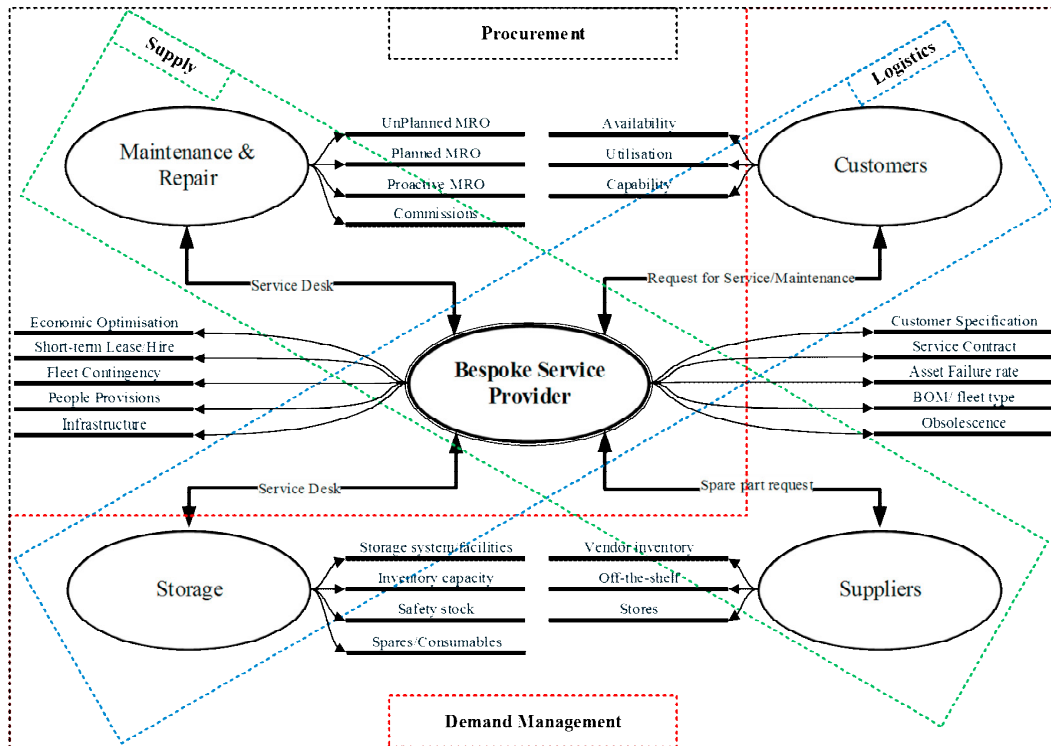 Procurement
Supply
Logistics
Maintenance &
Repair
UnPlanned MRO
Planned MRO
Proactive MRO
Commissions
Availability
Utilisation
Capability
Customers
Service Desk
Request for Service/Maintenance
Economic Optimisation
Short-term Lease/Hire
Fleet Contingency
People Provisions
Infrastructure
Bespoke Service
Provider
Customer Specification
Service Contract
Asset Failure rate
BOM/ fleet type
Obsolescence
Service Desk
Spare part request
Storage
Storage system/facilities
Inventory capacity
Safety stock
Spares/Consumables
Vendor inventory
Off-the-shelf
Stores
Suppliers
Demand Management